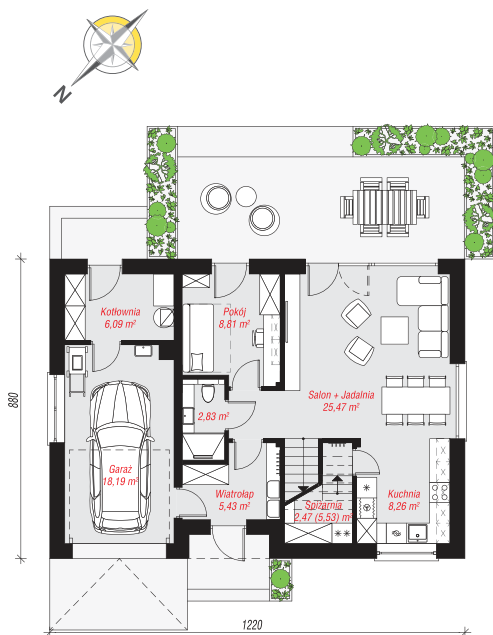 N
Kotłownia
6,09 m²
Pokój
8,81 m²
Salon + Jadalnia
25,47 m²
2,83 m²
Garaż
18,19 m²
Wiatrołap
5,43 m²
Spiżarnia
2,47 (5,53) m²
Kuchnia
8,26 m²
880
1220